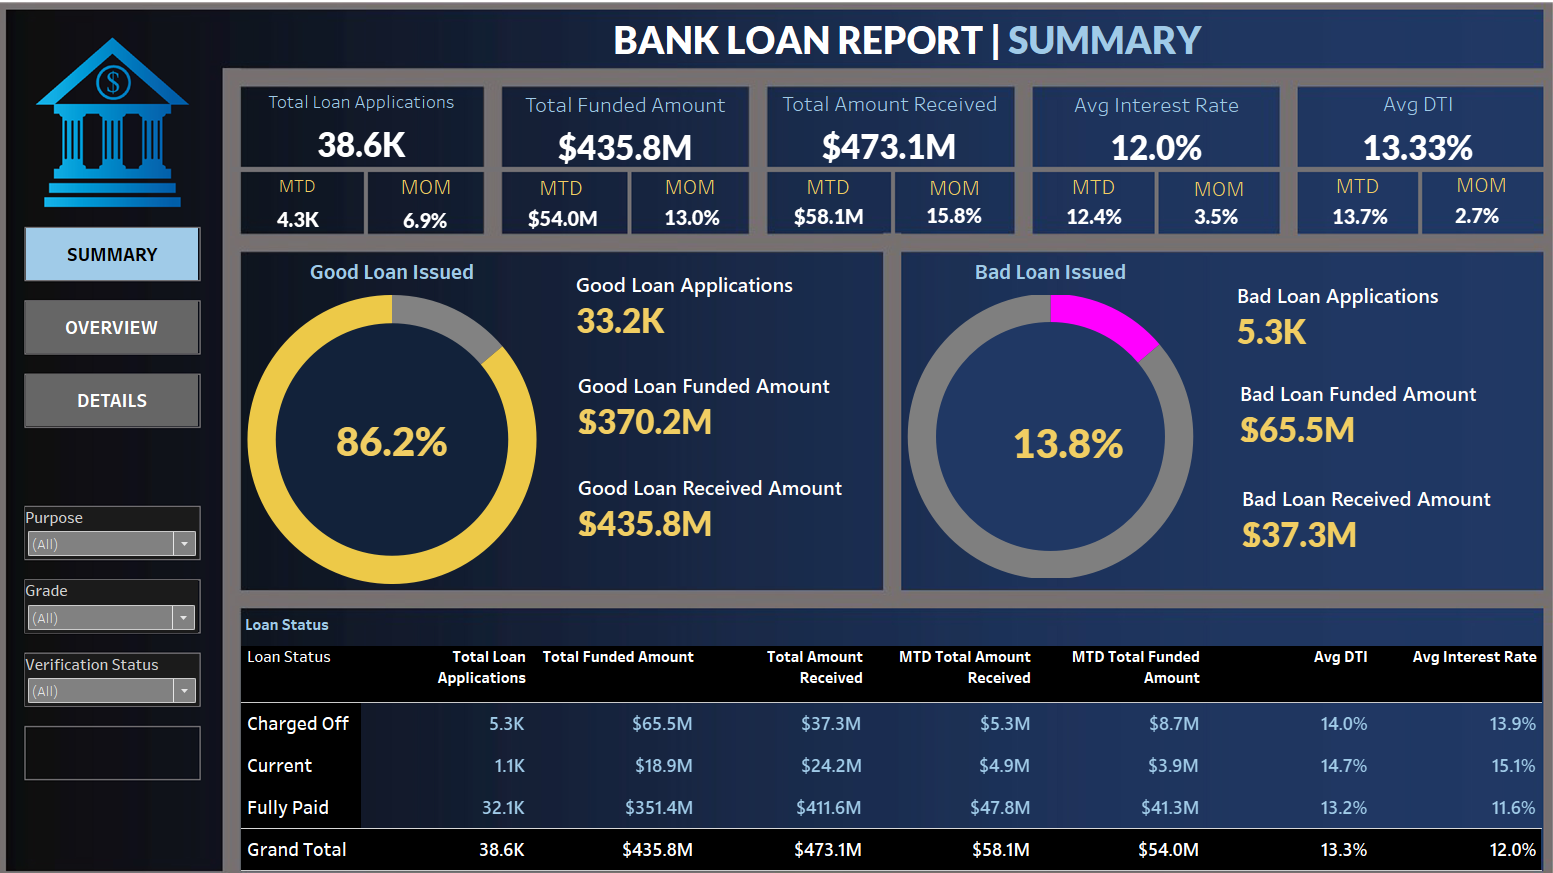 BANK LOAN REPORT | SUMMARY
$
SUMMARY
OVERVIEW
DETAILS
Purpose
(All)
Grade
(All)
Verification Status
(All)
Total Loan Applications
38.6K
MTD
4.3K
MOM
6.9%
Total Funded Amount
$435.8M
MTD
$54.0M
MOM
13.0%
Total Amount Received
$473.1M
MTD
$58.1M
MOM
15.8%
Avg Interest Rate
12.0%
MTD
12.4%
MOM
3.5%
Avg DTI
13.33%
MTD
13.7%
MOM
2.7%
Good Loan Issued
86.2%
Good Loan Applications
33.2K
Good Loan Funded Amount
$370.2M
Good Loan Received Amount
$435.8M
Bad Loan Issued
13.8%
Bad Loan Applications
5.3K
Bad Loan Funded Amount
$65.5M
Bad Loan Received Amount
$37.3M
Loan Status
Loan Status Total Loan Applications Total Funded Amount Total Amount Received MTD Total Amount Received MTD Total Funded Amount Avg DTI Avg Interest Rate
Charged Off 5.3K $65.5M $37.3M $5.3M $8.7M 14.0% 13.9%
Current 1.1K $18.9M $24.2M $4.9M $3.9M 14.7% 15.1%
Fully Paid 32.1K $351.4M $411.6M $47.8M $41.3M 13.2% 11.6%
Grand Total 38.6K $435.8M $473.1M $58.1M $54.0M 13.3% 12.0%